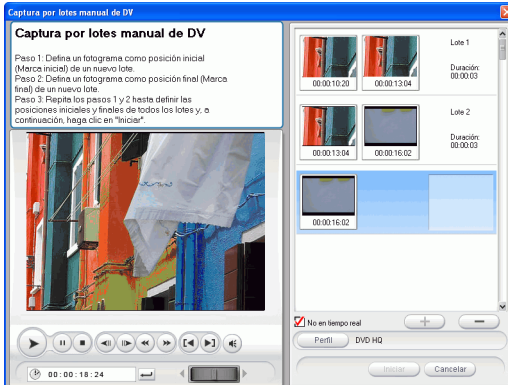 Captura por lotes manual de DV
Captura por lotes manual de DV
Paso 1: Defina un fotograma como posición inicial
(Marca inicial) de un nuevo lote.
Paso 2: Defina un fotograma como posición final (Marca
final) de un nuevo lote.
Paso 3: Repita los pasos 1 y 2 hasta definir las
posiciones iniciales y finales de todos los lotes y, a
continuación, haga clic en "Iniciar".
00:00:18:24
Lote 1
Duración:
00:00:03
00:00:10:20 00:00:13:04
Lote 2
Duración:
00:00:03
00:00:13:04 00:00:16:02
00:00:16:02
No en tiempo real
Perfil DVD HQ
Iniciar Cancelar